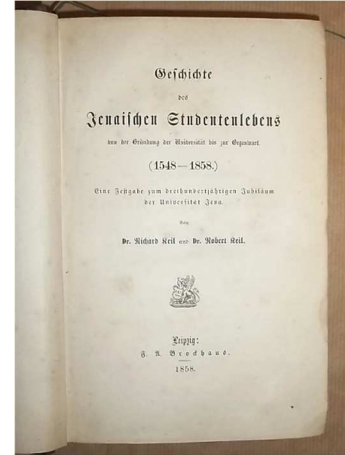 Geschichte
des
Jenaischen Studentenlebens
von der Gründung der Universität bis zur Gegenwart
(1548—1858.)
Eine Festgabe zum dreihundertjährigen Jubiläum
der Universität Jena.
Von
Dr. Richard Keil und Dr. Robert Keil.
Leipzig:
F. A. Brockhaus.
1858.